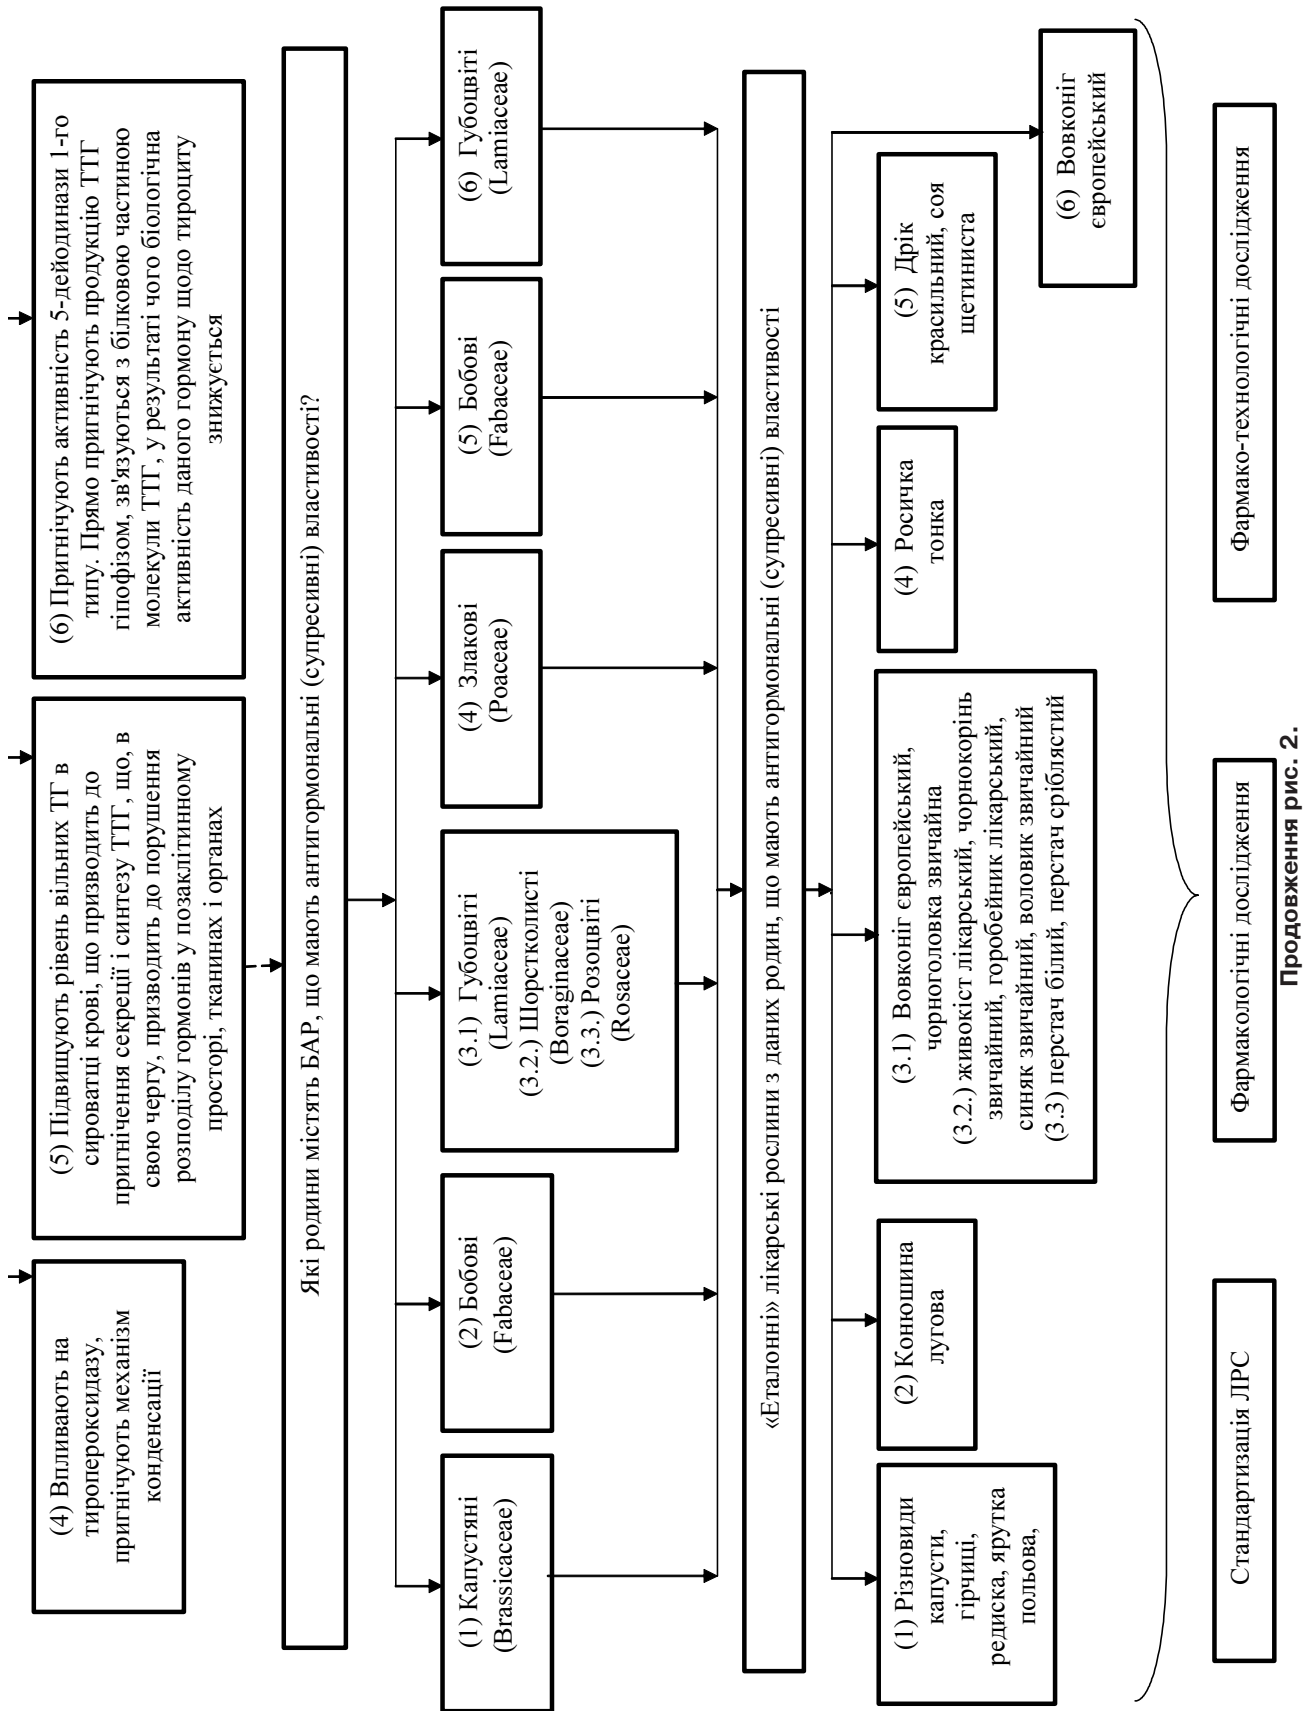 (4) Впливають на
тиропероксидазу,
пригнічують механізм
конденсації
(5) Підвищують рівень вільних ТГ в
сироватці крові, що призводить до
пригнічення секреції і синтезу ТТГ, що, в
свою чергу, призводить до порушення
розподілу гормонів у позаклітинному
просторі, тканинах і органах
(6) Пригнічують активність 5-дейодинази 1-го
типу. Прямо пригнічують продукцію ТТГ
гіпофізом, зв'язуються з білковою частиною
молекули ТТГ, у результаті чого біологічна
активність даного гормону щодо тироциту
знижується
Які родини містять БАР, що мають антигормональні (супресивні) властивості?
(1) Капустяні
(Brassicaceae)
(2) Бобові
(Fabaceae)
(3.1) Губоцвіті
(Lamiaceae)
(3.2.) Шорстколисті
(Boraginaceae)
(3.3.) Розоцвіті
(Rosaceae)
(4) Злакові
(Poaceae)
(5) Бобові
(Fabaceae)
(6) Губоцвіті
(Lamiaceae)
«Еталонні» лікарські рослини з даних родин, що мають антигормональні (супресивні) властивості
(1) Різновиди
капусти,
гірчиці,
редиска, ярутка
польова,
(2) Конюшина
лугова
(3.1) Вовконіг європейський,
чорноголовка звичайна
(3.2.) живокіст лікарський, чорнокорінь
звичайний, горобейник лікарський,
синяк звичайний, воловик звичайний
(3.3) перстач білий, перстач сріблястий
(4) Росичка
тонка
(5) Дрік
красильний, соя
щетиниста
(6) Вовконіг
європейський
Стандартизація ЛРС
Фармакологічні дослідження
Фармако-технологічні дослідження
Продовження рис. 2.